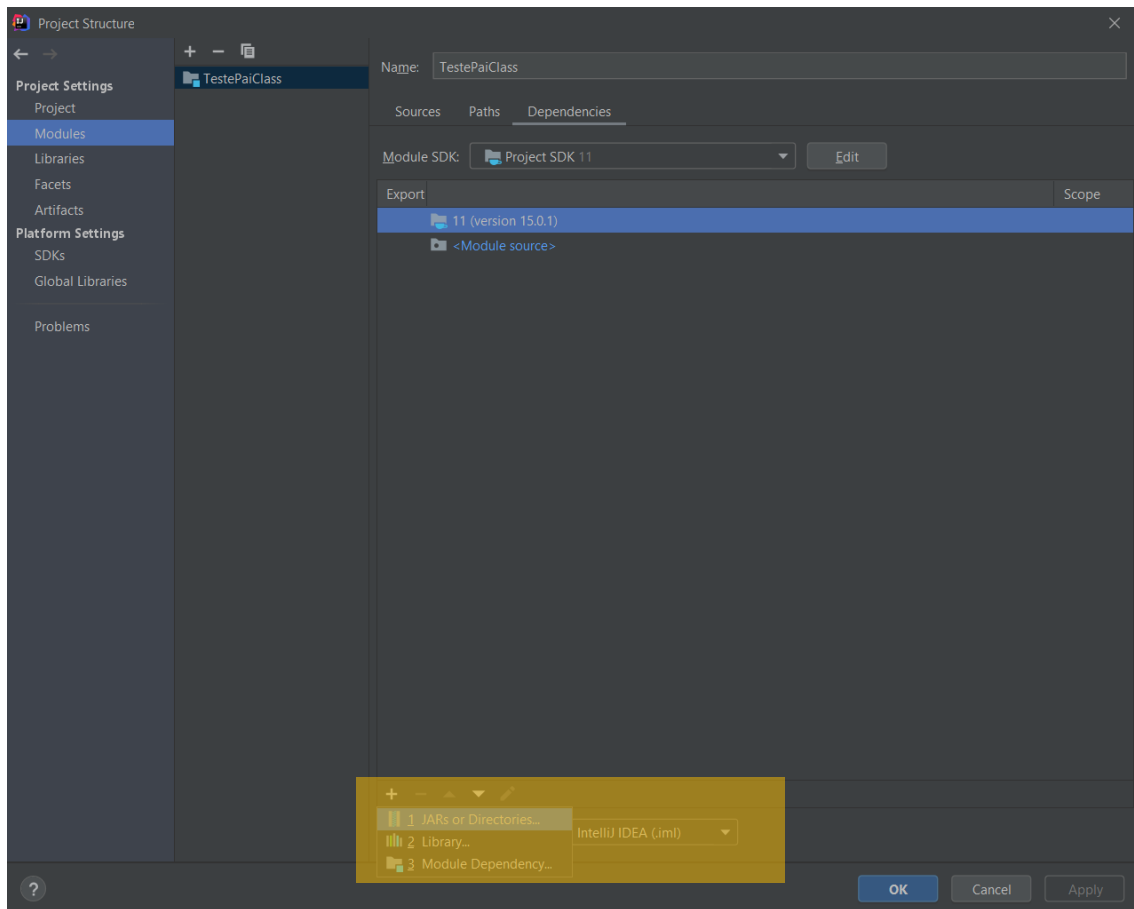 Project Structure
Project Settings
Project
Modules
Libraries
Facets
Artifacts
Platform Settings
SDKs
Global Libraries
Problems
TestePaiClass
Name: TestePaiClass
Sources Paths Dependencies
Module SDK: Project SDK 11 Edit
Export Scope
11 (version 15.0.1)
<Module source>
1 JARs or Directories...
2 Library...
3 Module Dependency...
IntelliJ IDEA (.iml)
? OK Cancel Apply